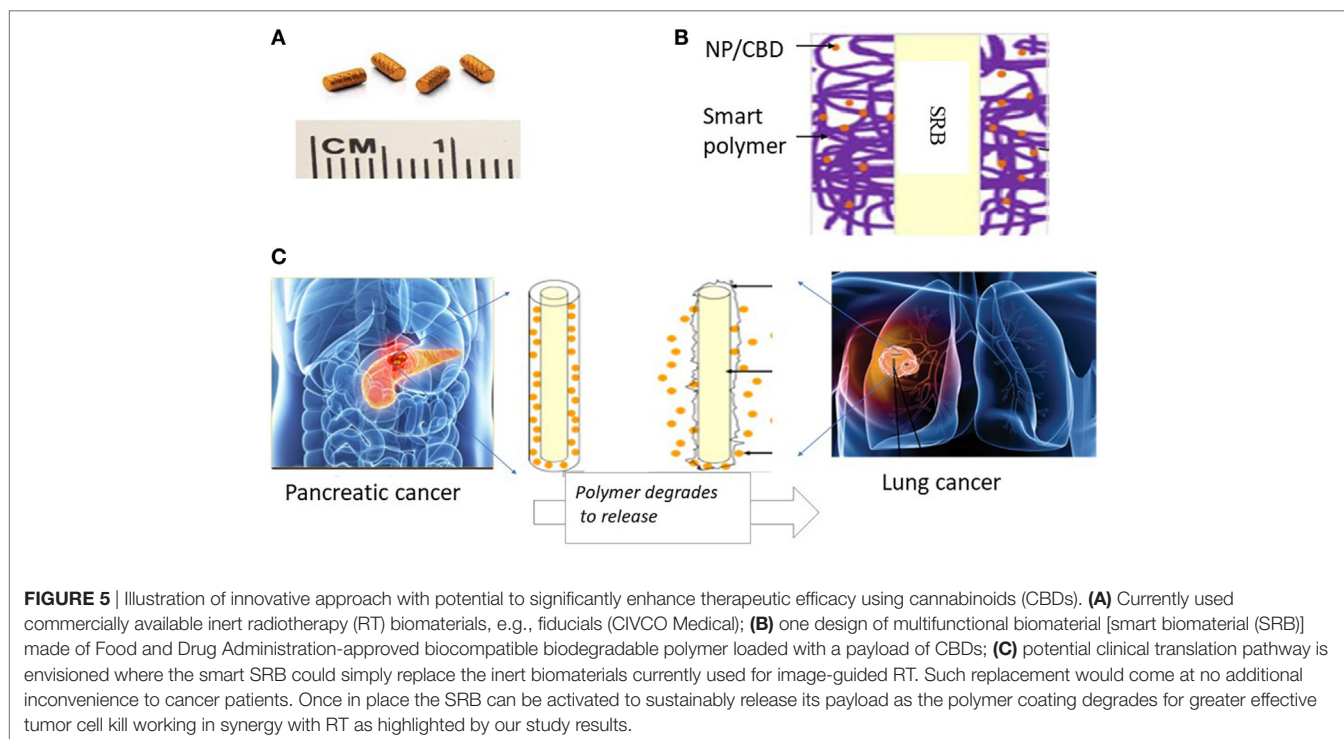 A
CM 1
B
NP/CBD
Smart
polymer
SRB
C
Pancreatic cancer
Polymer degrades
to release
Lung cancer
FIGURE 5 | Illustration of innovative approach with potential to significantly enhance therapeutic efficacy using cannabinoids (CBDs). (A) Currently used
commercially available inert radiotherapy (RT) biomaterials, e.g., fiducials (CIVCO Medical); (B) one design of multifunctional biomaterial [smart biomaterial (SRB)]
made of Food and Drug Administration-approved biocompatible biodegradable polymer loaded with a payload of CBDs; (C) potential clinical translation pathway is
envisioned where the smart SRB could simply replace the inert biomaterials currently used for image-guided RT. Such replacement would come at no additional
inconvenience to cancer patients. Once in place the SRB can be activated to sustainably release its payload as the polymer coating degrades for greater effective
tumor cell kill working in synergy with RT as highlighted by our study results.